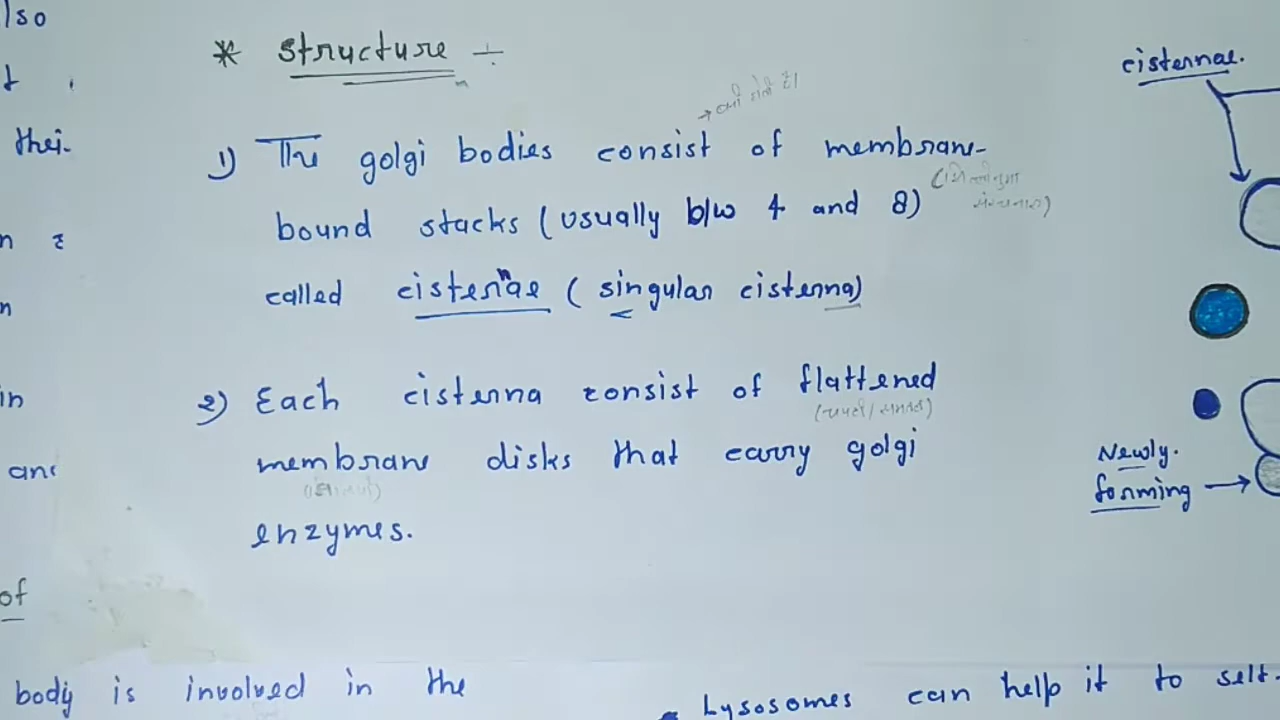 lso
their
in
of
* Structure ÷
1) The golgi bodies consist of membrane-
bound stacks (usually b/w 4 and 8)
called cisternae (singular cisterna)
2) Each cisterna consist of flattened
membrane disks that carry golgi
enzymes.
body is involved in the
cisternae.
Newly.
forming
Lysosomes can help it to self-